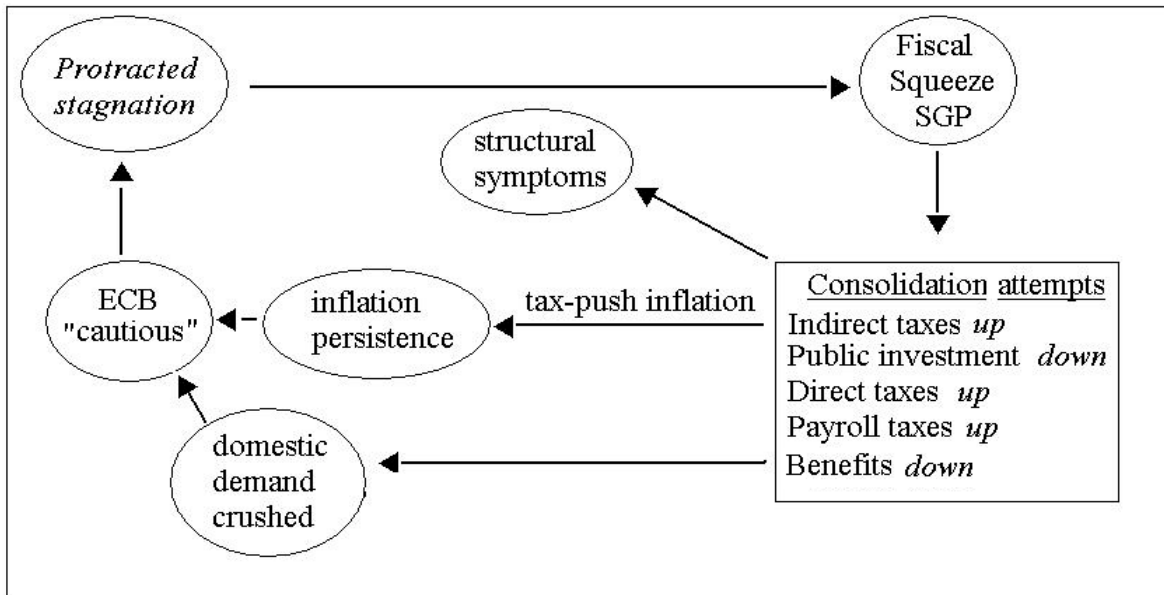 Protracted
stagnation
Fiscal
Squeeze
SGP
structural
symptoms
Consolidation attempts
Indirect taxes up
Public investment down
Direct taxes up
Payroll taxes up
Benefits down
tax-push inflation
inflation
persistence
ECB
"cautious"
domestic
demand
crushed